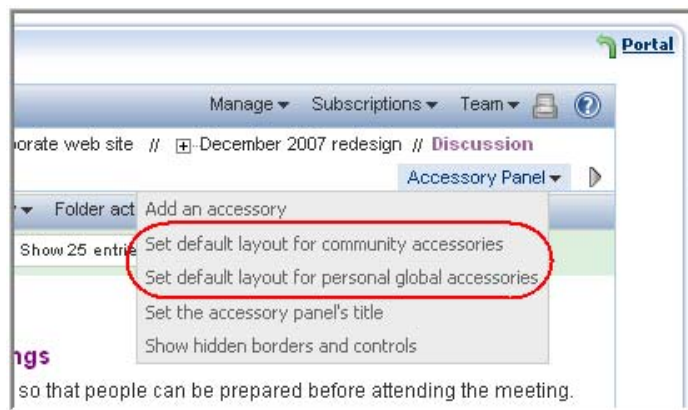 Portal
Manage Subscriptions Team
orate web site // December 2007 redesign // Discussion
Accessory Panel
Folder act
Add an accessory
Show 25 entrie
Set default layout for community accessories
Set default layout for personal global accessories
Set the accessory panel's title
Show hidden borders and controls
ngs
so that people can be prepared before attending the meeting.